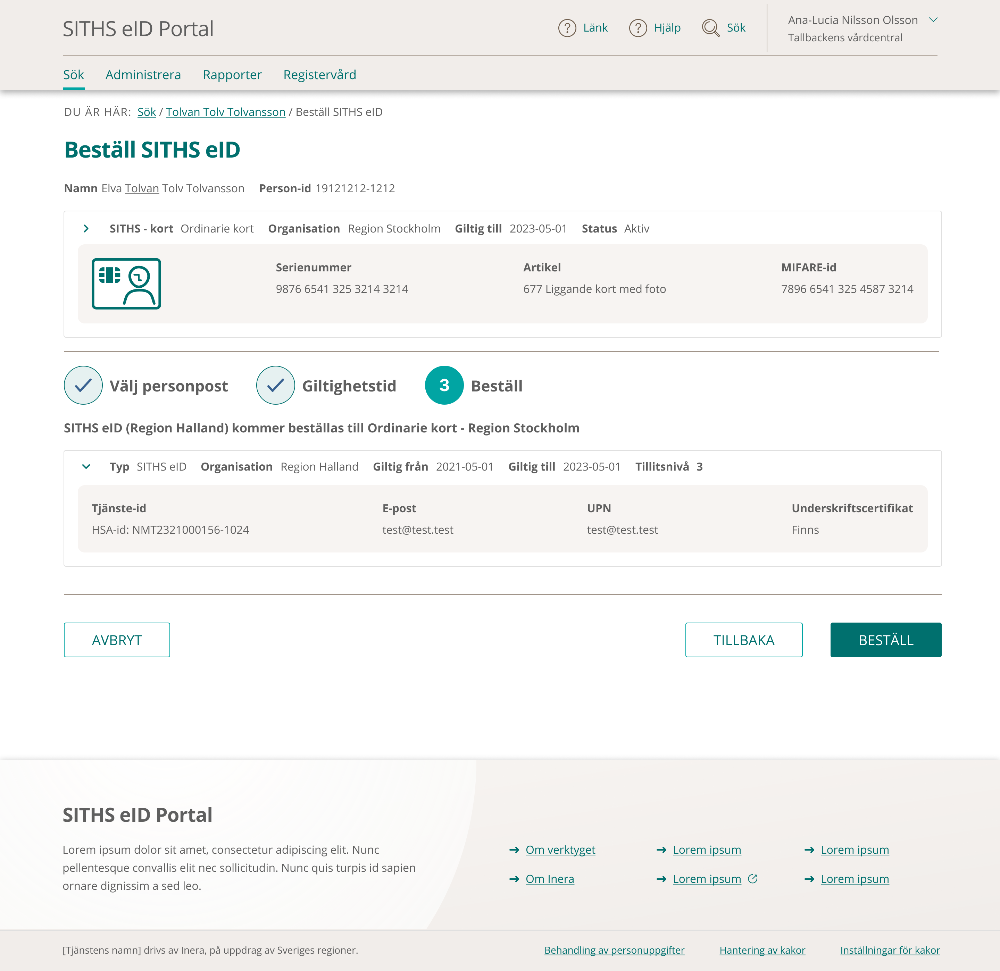 SITHS eID Portal
? Länk ? Hjälp Sök
Ana-Lucia Nilsson Olsson
Tallbackens vårdcentral
Sök Administrera Rapporter Registervård
DU ÄR HÄR: Sök / Tolvan Tolv Tolvansson / Beställ SITHS eID
Beställ SITHS eID
Namn Elva Tolvan Tolv Tolvansson Person-id 19121212-1212
SITHS - kort Ordinarie kort Organisation Region Stockholm Giltig till 2023-05-01 Status Aktiv
Serienummer Artikel MIFARE-id
9876 6541 325 3214 3214 677 Liggande kort med foto 7896 6541 325 4587 3214
Välj personpost Giltighetstid 3 Beställ
SITHS eID (Region Halland) kommer beställas till Ordinarie kort - Region Stockholm
Typ SITHS eID Organisation Region Halland Giltig från 2021-05-01 Giltig till 2023-05-01 Tillitsnivå 3
Tjänste-id E-post UPN Underskriftscertifikat
HSA-id: NMT2321000156-1024 test@test.test test@test.test Finns
AVBRYT TILLBAKA BESTÄLL
SITHS eID Portal
Lorem ipsum dolor sit amet, consectetur adipiscing elit. Nunc
pellentesque convallis elit nec sollicitudin. Nunc quis turpis id sapien
ornare dignissim a sed leo.
→ Om verktyget → Lorem ipsum → Lorem ipsum
→ Om Inera → Lorem ipsum → Lorem ipsum
[Tjänstens namn] drivs av Inera, på uppdrag av Sveriges regioner.
Behandling av personuppgifter Hantering av kakor Inställningar för kakor